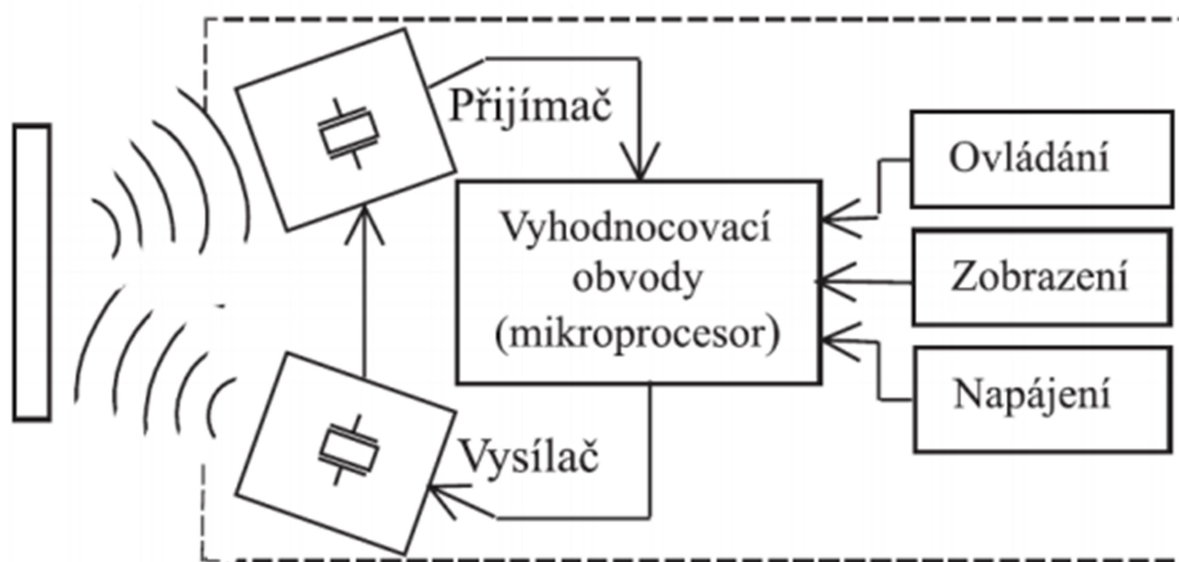 Přijímač
Vyhodnocovací
obvody
(mikroprocesor)
Vysílač
Ovládání
Zobrazení
Napájení